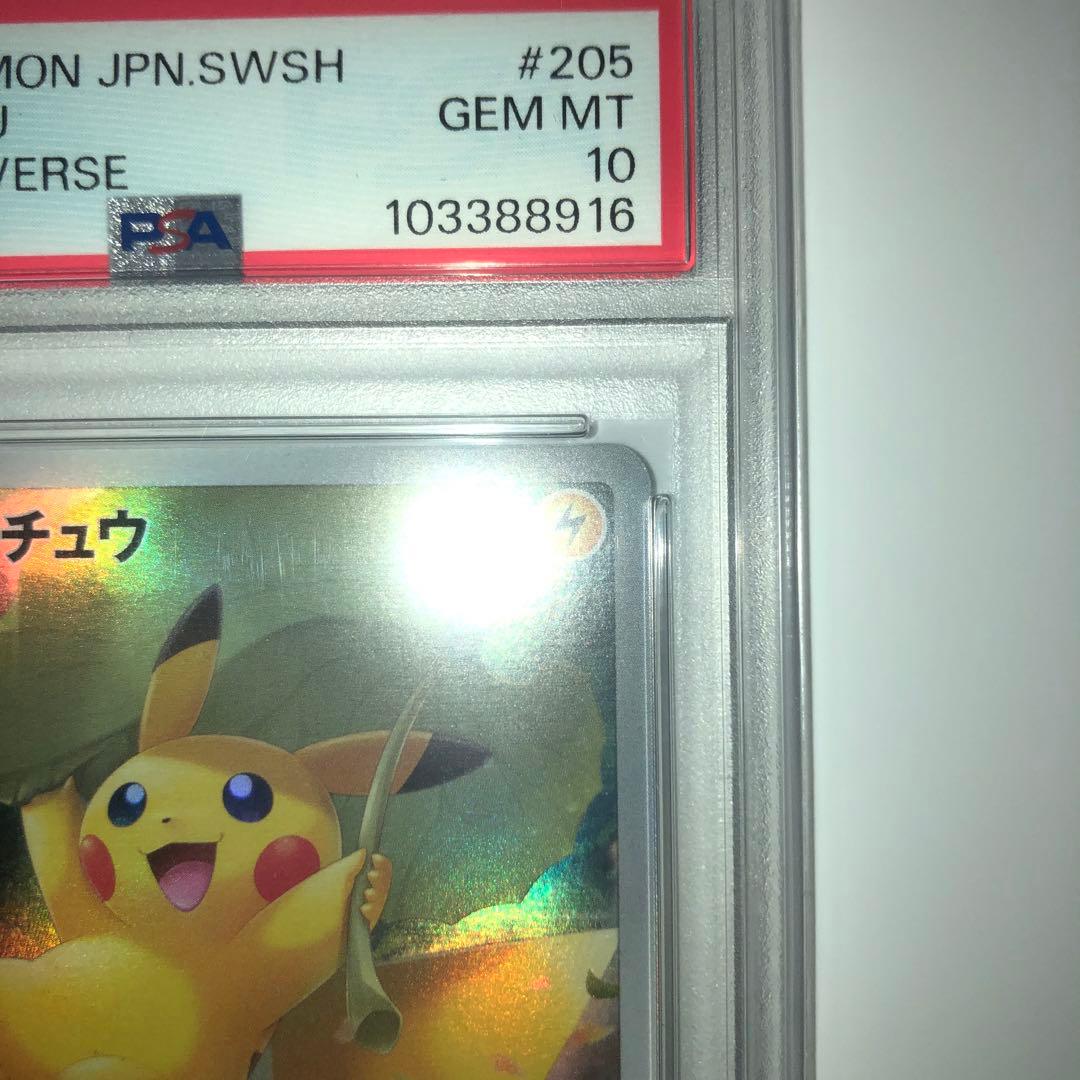 MON JPN.SWSH #205
U GEM MT
VERSE 10
PSA 103388916
チュウ